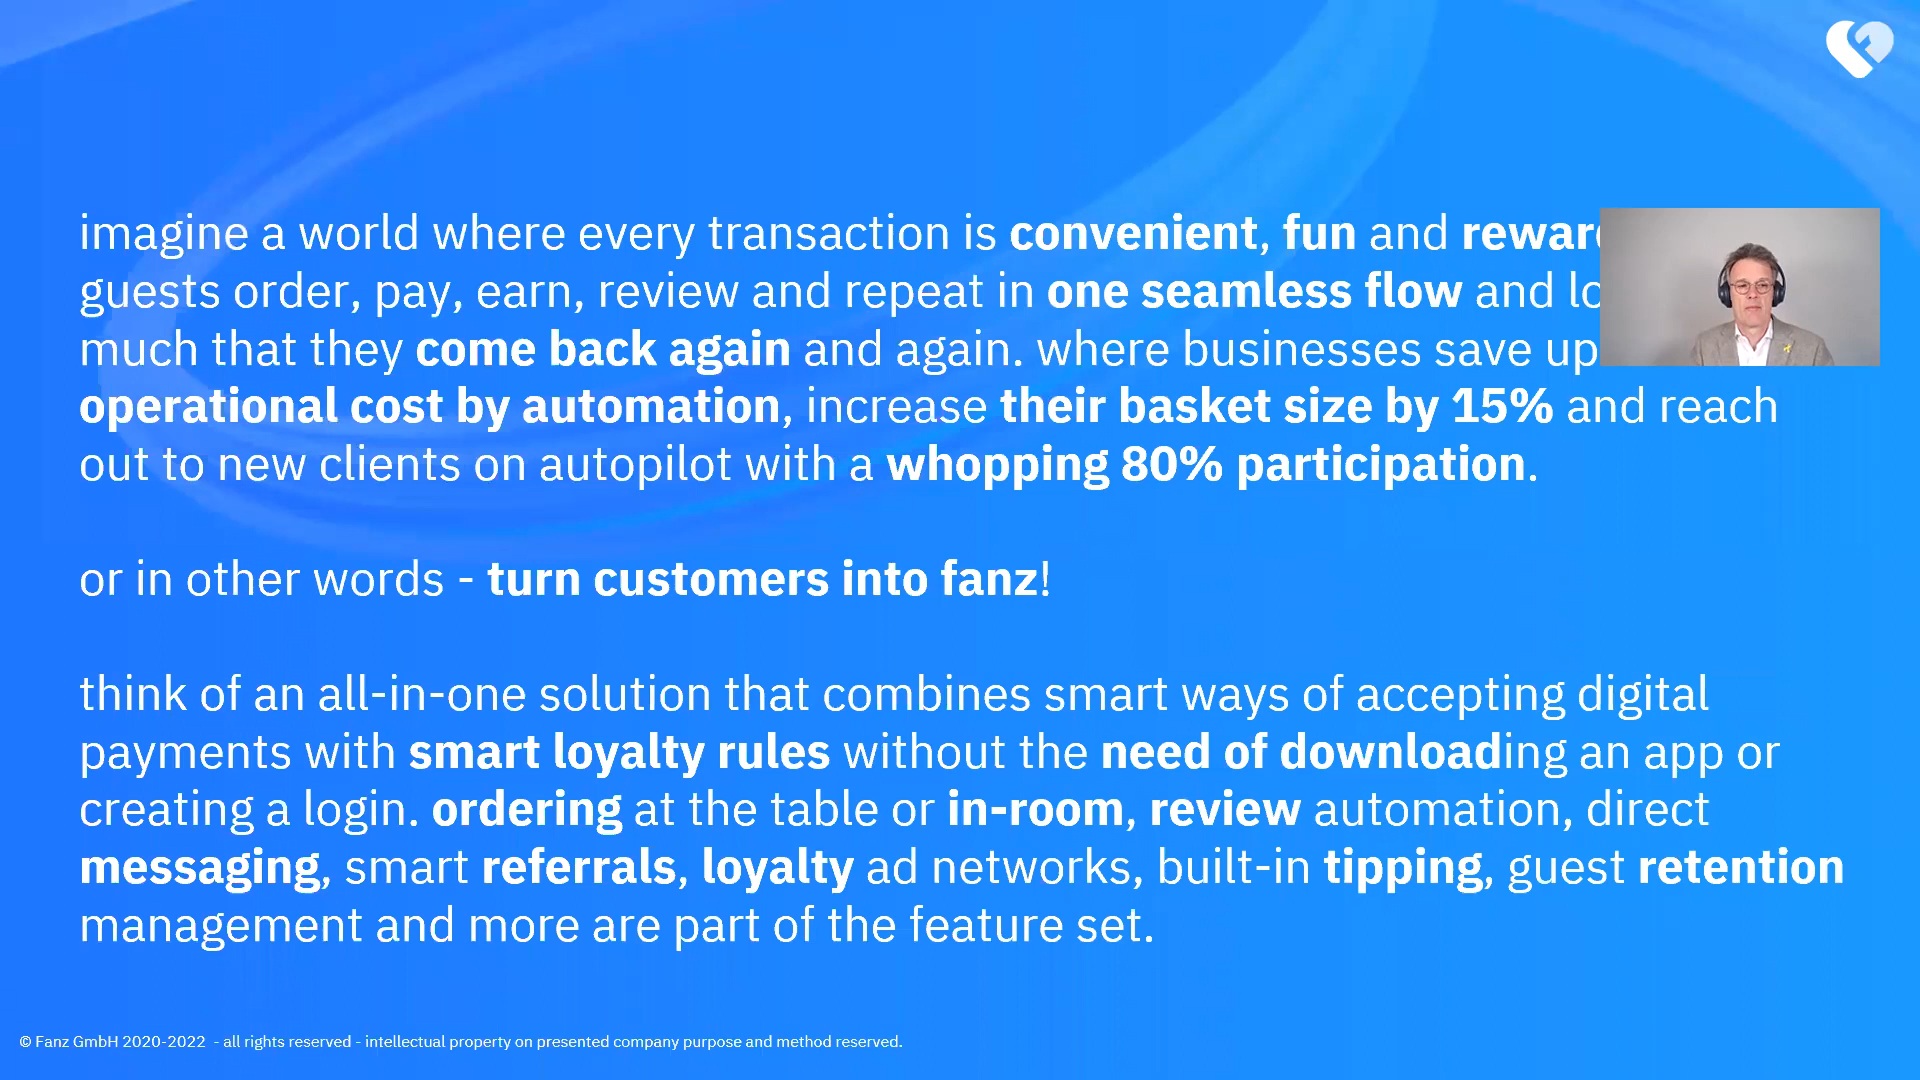 imagine a world where every transaction is convenient, fun and
guests order, pay, earn, review and repeat in one seamless flow and
much that they come back again and again. where businesses save up
operational cost by automation, increase their basket size by 15% and reach
out to new clients on autopilot with a whopping 80% participation.
or in other words - turn customers into fanz!
think of an all-in-one solution that combines smart ways of accepting digital
payments with smart loyalty rules without the need of downloading an app or
creating a login. ordering at the table or in-room, review automation, direct
messaging, smart referrals, loyalty ad networks, built-in tipping, guest retention
management and more are part of the feature set.
© Fanz GmbH 2020-2022 - all rights reserved - intellectual property on presented company purpose and method reserved.